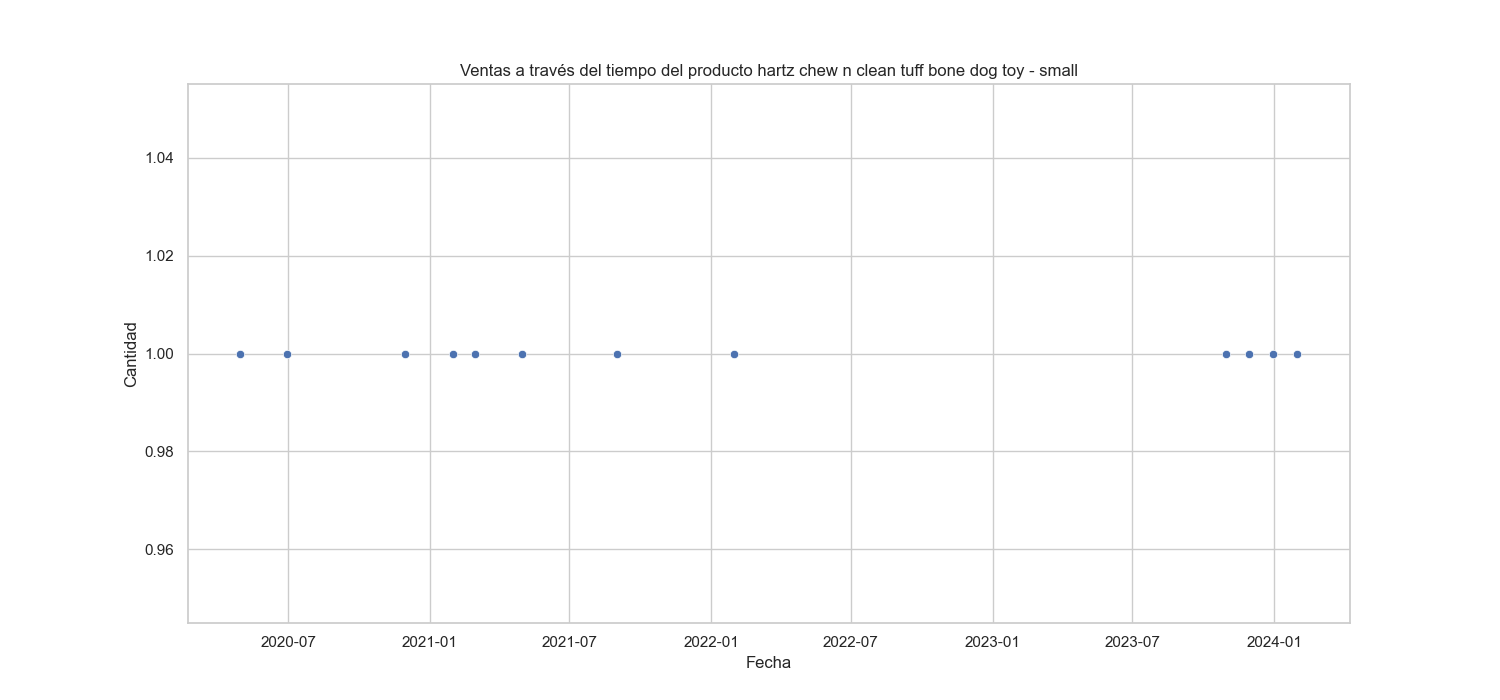 Ventas a través del tiempo del producto hartz chew n clean tuff bone dog toy - small
Cantidad
1.04
1.02
1.00
0.98
0.96
2020-07 2021-01 2021-07 2022-01 2022-07 2023-01 2023-07 2024-01
Fecha